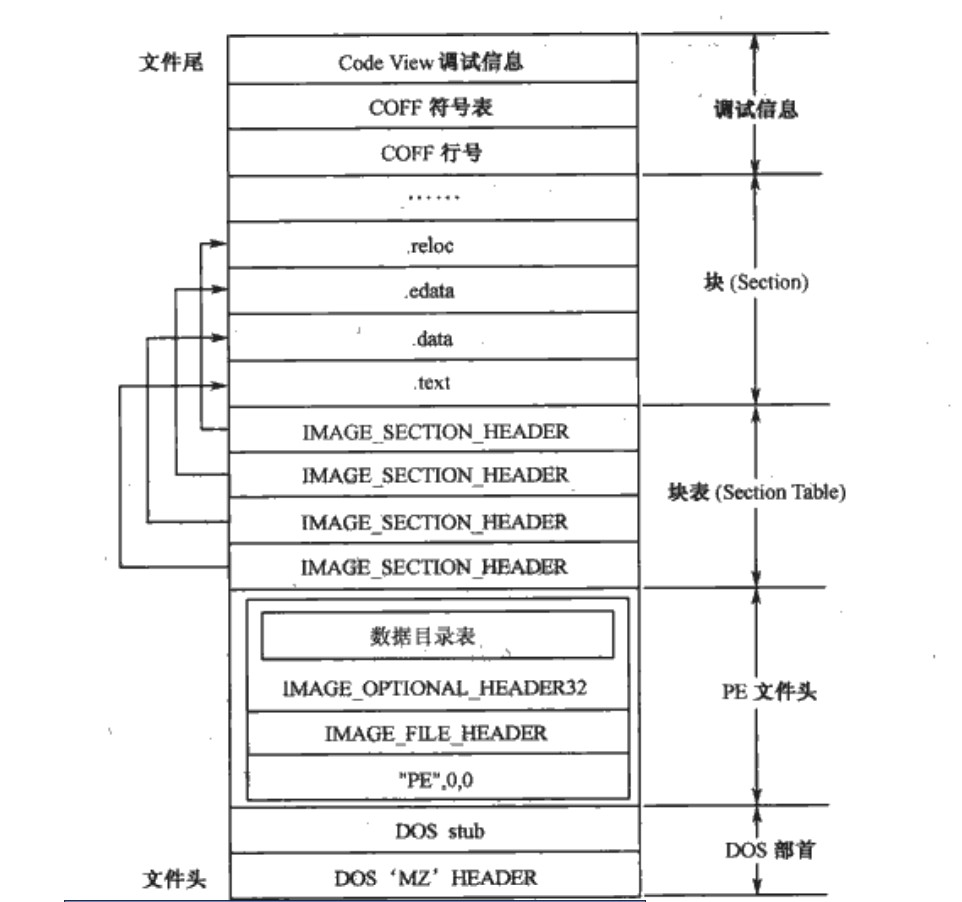 文件尾
Code View 调试信息
COFF 符号表
调试信息
COFF 行号
······
.reloc
.edata
块 (Section)
.data
.text
IMAGE_SECTION_HEADER
IMAGE_SECTION_HEADER
块表 (Section Table)
IMAGE_SECTION_HEADER
IMAGE_SECTION_HEADER
数据目录表
IMAGE_OPTIONAL_HEADER32
PE 文件头
IMAGE_FILE_HEADER
"PE",0,0
DOS stub
DOS 部首
文件头
DOS ‘MZ’ HEADER